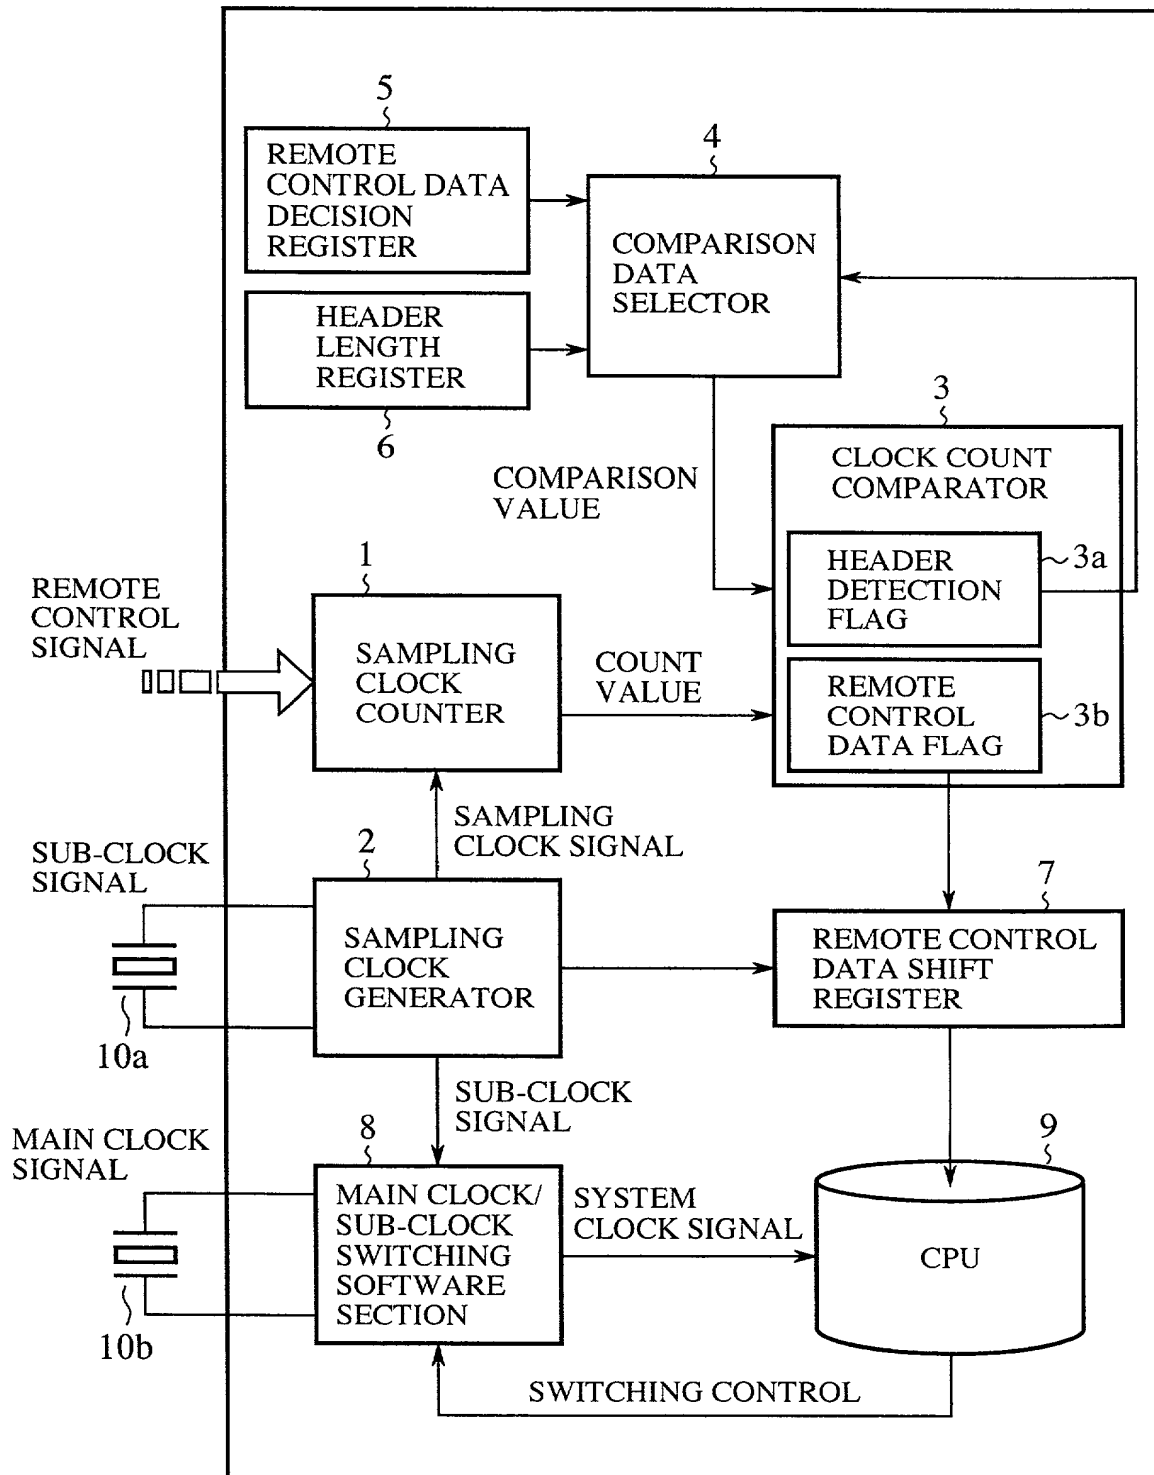 5
REMOTE
CONTROL DATA
DECISION
REGISTER
4
COMPARISON
DATA
SELECTOR
HEADER
LENGTH
REGISTER
6
3
CLOCK COUNT
COMPARATOR
COMPARISON
VALUE
HEADER
DETECTION
FLAG
3a
1
REMOTE
CONTROL
SIGNAL
SAMPLING
CLOCK
COUNTER
COUNT
VALUE
REMOTE
CONTROL
DATA FLAG
3b
SAMPLING
CLOCK SIGNAL
2
SUB-CLOCK
SIGNAL
SAMPLING
CLOCK
GENERATOR
7
REMOTE CONTROL
DATA SHIFT
REGISTER
10a
SUB-CLOCK
SIGNAL
8
MAIN CLOCK
SIGNAL
MAIN CLOCK/
SUB-CLOCK
SWITCHING
SOFTWARE
SECTION
SYSTEM
CLOCK SIGNAL
9
CPU
10b
SWITCHING CONTROL